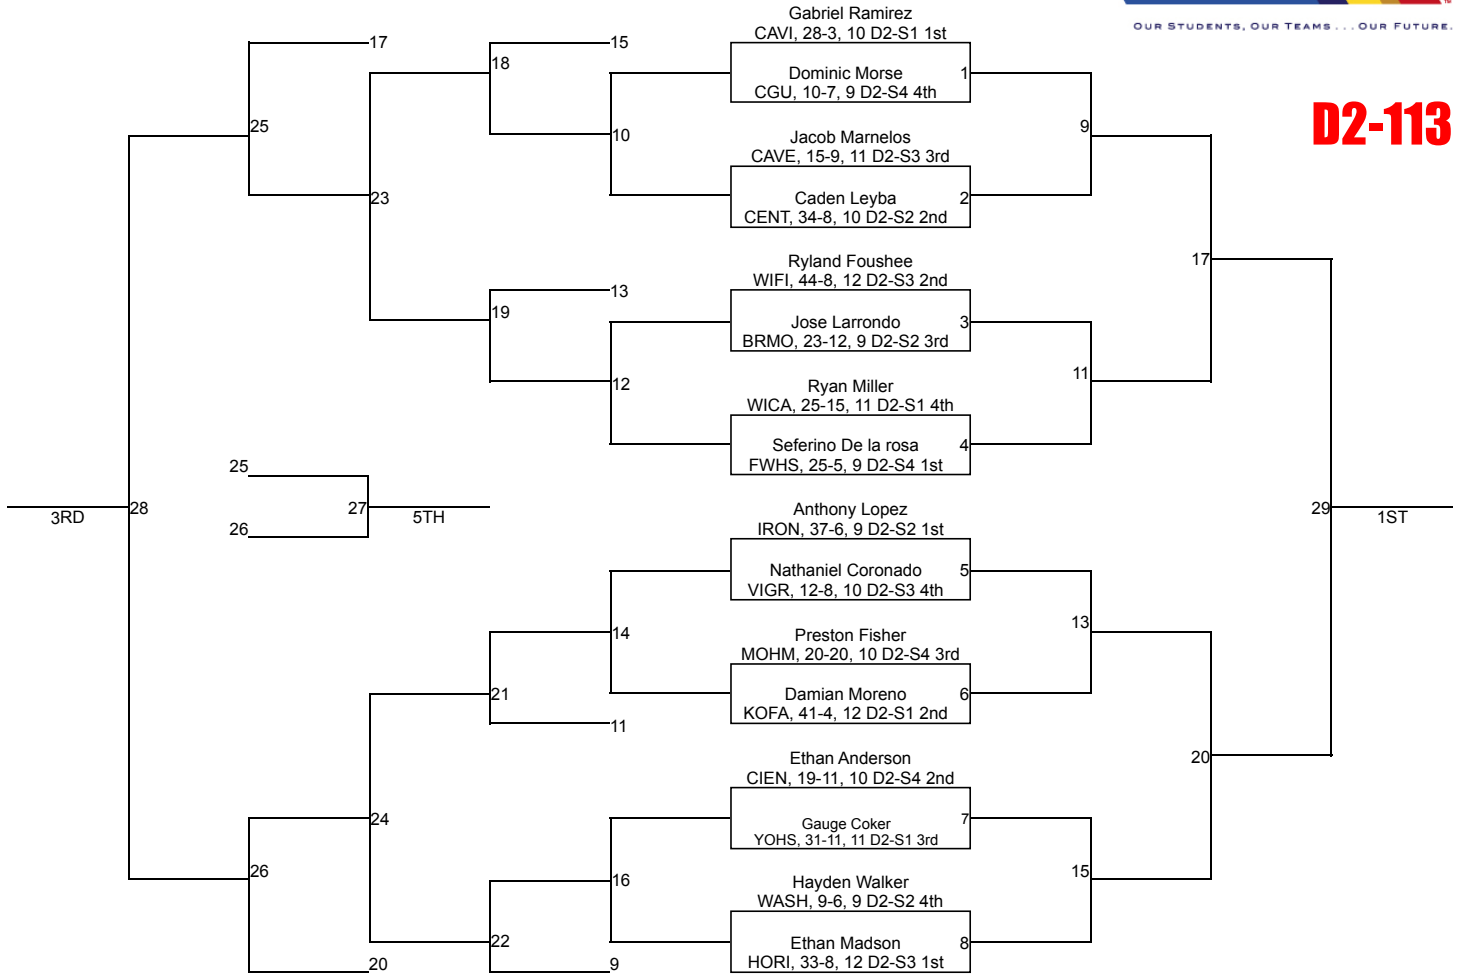 OUR STUDENTS, OUR TEAMS . . . OUR FUTURE.
D2-113
Gabriel Ramirez
CAVI, 28-3, 10 D2-S1 1st
Dominic Morse
CGU, 10-7, 9 D2-S4 4th
1
Jacob Marnelos
CAVE, 15-9, 11 D2-S3 3rd
Caden Leyba
CENT, 34-8, 10 D2-S2 2nd
2
Ryland Foushee
WIFI, 44-8, 12 D2-S3 2nd
Jose Larrondo
BRMO, 23-12, 9 D2-S2 3rd
3
Ryan Miller
WICA, 25-15, 11 D2-S1 4th
Seferino De la rosa
FWHS, 25-5, 9 D2-S4 1st
4
Anthony Lopez
IRON, 37-6, 9 D2-S2 1st
Nathaniel Coronado
VIGR, 12-8, 10 D2-S3 4th
5
Preston Fisher
MOHM, 20-20, 10 D2-S4 3rd
Damian Moreno
KOFA, 41-4, 12 D2-S1 2nd
6
Ethan Anderson
CIEN, 19-11, 10 D2-S4 2nd
Gauge Coker
YOHS, 31-11, 11 D2-S1 3rd
7
Hayden Walker
WASH, 9-6, 9 D2-S2 4th
Ethan Madson
HORI, 33-8, 12 D2-S3 1st
8
9
11
13
15
17
20
29
1ST
15
10
18
13
12
19
17
23
25
14
11
21
16
9
22
24
20
26
25
26
27
5TH
28
3RD